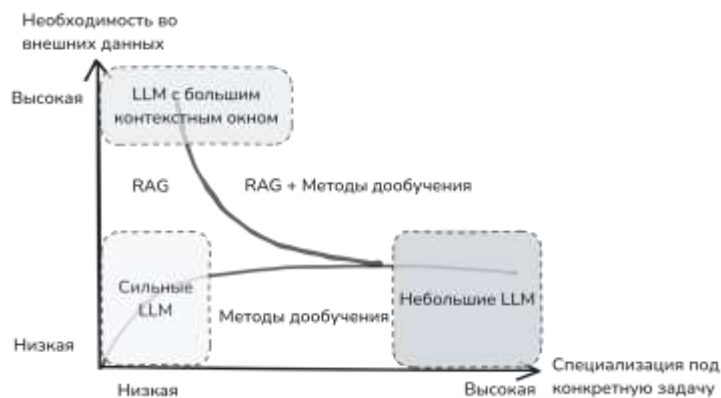 Необходимость во
внешних данных
Высокая
LLM с большим
контекстным окном
RAG
RAG + Методы дообучения
Сильные
LLM
Небольшие LLM
Методы дообучения
Низкая
Низкая
Высокая
Специализация под
конкретную задачу